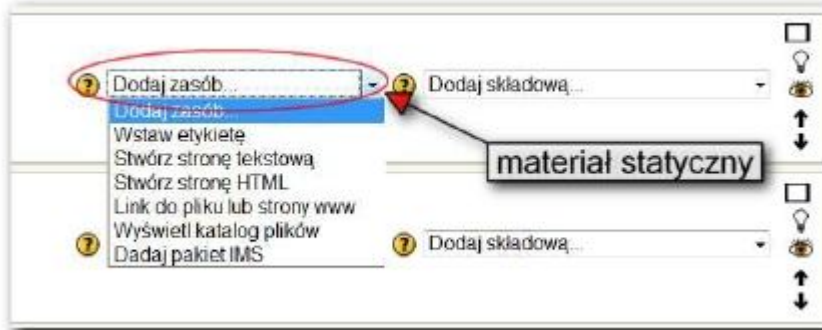 Dodaj zasób...
Dodaj składową...
Dodaj zasób...
Wstaw etykietę
Stwórz stronę tekstową
Stwórz stronę HTML
Link do pliku lub strony www
Wyświetl katalog plików
Dadaj pakiet IMS
materiał statyczny
Dodaj składową...